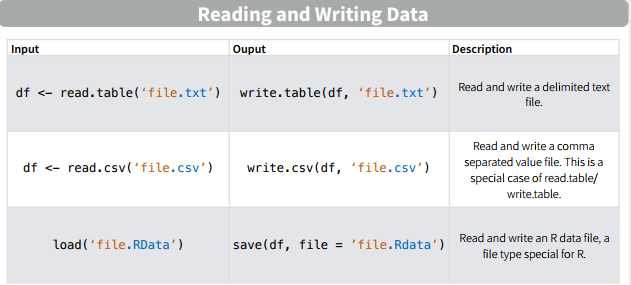 Reading and Writing Data
Input Ouput Description
df <- read.table(‘file.txt’) write.table(df, ‘file.txt’) Read and write a delimited text
file.
df <- read.csv(‘file.csv’) write.csv(df, ‘file.csv’) Read and write a comma
separated value file. This is a
special case of read.table/
write.table.
load(‘file.RData’) save(df, file = ’file.Rdata’) Read and write an R data file, a
file type special for R.